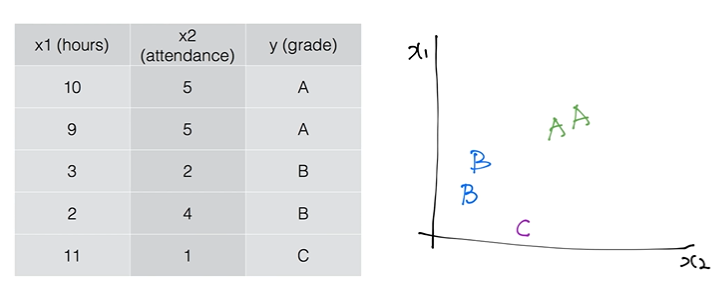 x1 (hours) x2 (attendance) y (grade)
10 5 A
9 5 A
3 2 B
2 4 B
11 1 C
x1
A A
B
B
C
x2